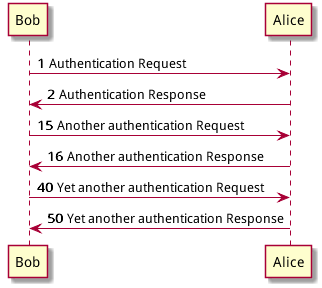 Bob Alice
1 Authentication Request
2 Authentication Response
15 Another authentication Request
16 Another authentication Response
40 Yet another authentication Request
50 Yet another authentication Response
Bob Alice